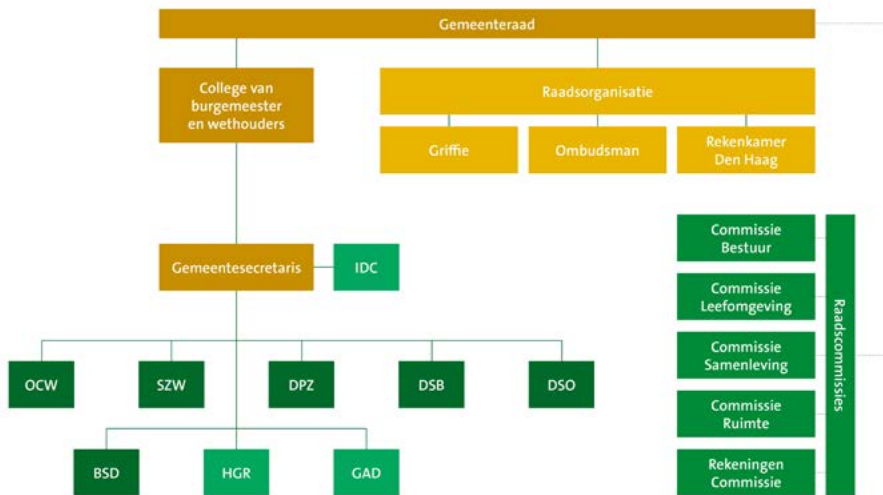 Gemeenteraad
College van
burgemeester
en wethouders
Raadsorganisatie
Griffie
Ombudsman
Rekenkamer
Den Haag
Gemeentesecretaris
IDC
OCW
SZW
DPZ
DSB
DSO
BSD
HGR
GAD
Commissie
Bestuur
Commissie
Leefomgeving
Commissie
Samenleving
Commissie
Ruimte
Rekeningen
Commissie
Raadscommissies